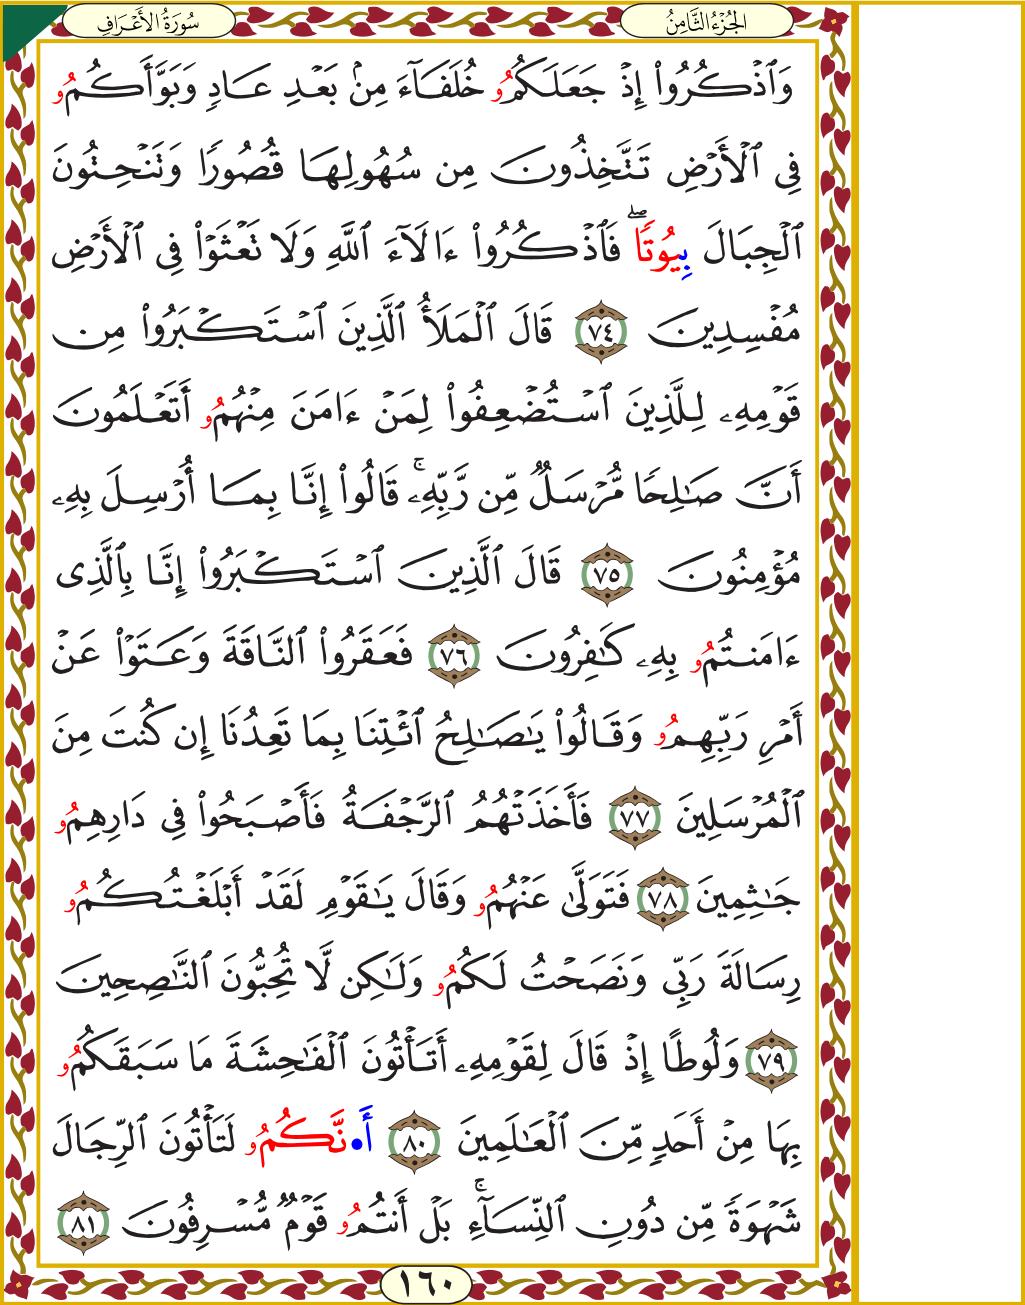 الجُزْءُ الثَّامِنُ
سُورَةُ الأَعْرَافِ
وَٱذۡكُرُواْ إِذۡ جَعَلَكُمُۥ خُلَفَآءَ مِنۢ بَعۡدِ عَادٖ وَبَوَّأَكُمُۥ
فِي ٱلۡأَرۡضِ تَتَّخِذُونَ مِن سُهُولِهَا قُصُورٗا وَتَنۡحِتُونَ
ٱلۡجِبَالَ بِيُوتٗاۖ فَٱذۡكُرُواْ ءَالَآءَ ٱللَّهِ وَلَا تَعۡثَوۡاْ فِي ٱلۡأَرۡضِ
مُفۡسِدِينَ ٧٤ قَالَ ٱلۡمَلَأُ ٱلَّذِينَ ٱسۡتَكۡبَرُواْ مِن
قَوۡمِهِۦ لِلَّذِينَ ٱسۡتُضۡعِفُواْ لِمَنۡ ءَامَنَ مِنۡهُمُۥ أَتَعۡلَمُونَ
أَنَّ صَٰلِحٗا مُّرۡسَلٞ مِّن رَّبِّهِۦۚ قَالُواْ إِنَّا بِمَا أُرۡسِلَ بِهِۦ
مُؤۡمِنُونَ ٧٥ قَالَ ٱلَّذِينَ ٱسۡتَكۡبَرُواْ إِنَّا بِٱلَّذِي
ءَامَنتُمُۥ بِهِۦ كَٰفِرُونَ ٧٦ فَعَقَرُواْ ٱلنَّاقَةَ وَعَتَوۡاْ عَنۡ
أَمۡرِ رَبِّهِمُۥ وَقَالُواْ يَٰصَٰلِحُ ٱئۡتِنَا بِمَا تَعِدُنَا إِن كُنتَ مِنَ
ٱلۡمُرۡسَلِينَ ٧٧ فَأَخَذَتۡهُمُ ٱلرَّجۡفَةُ فَأَصۡبَحُواْ فِي دَارِهِمُۥ
جَٰثِمِينَ ٧٨ فَتَوَلَّىٰ عَنۡهُمُۥ وَقَالَ يَٰقَوۡمِ لَقَدۡ أَبۡلَغۡتُكُمُۥ
رِسَالَةَ رَبِّي وَنَصَحۡتُ لَكُمُۥ وَلَٰكِن لَّا تُحِبُّونَ ٱلنَّٰصِحِينَ
٧٩ وَلُوطًا إِذۡ قَالَ لِقَوۡمِهِۦ أَتَأۡتُونَ ٱلۡفَٰحِشَةَ مَا سَبَقَكُمُۥ
بِهَا مِنۡ أَحَدٖ مِّنَ ٱلۡعَٰلَمِينَ ٨٠ أَ•نَّكُمُۥ لَتَأۡتُونَ ٱلرِّجَالَ
شَهۡوَةٗ مِّن دُونِ ٱلنِّسَآءِۚ بَلۡ أَنتُمُۥ قَوۡمٞ مُّسۡرِفُونَ ٨١
١٦٠